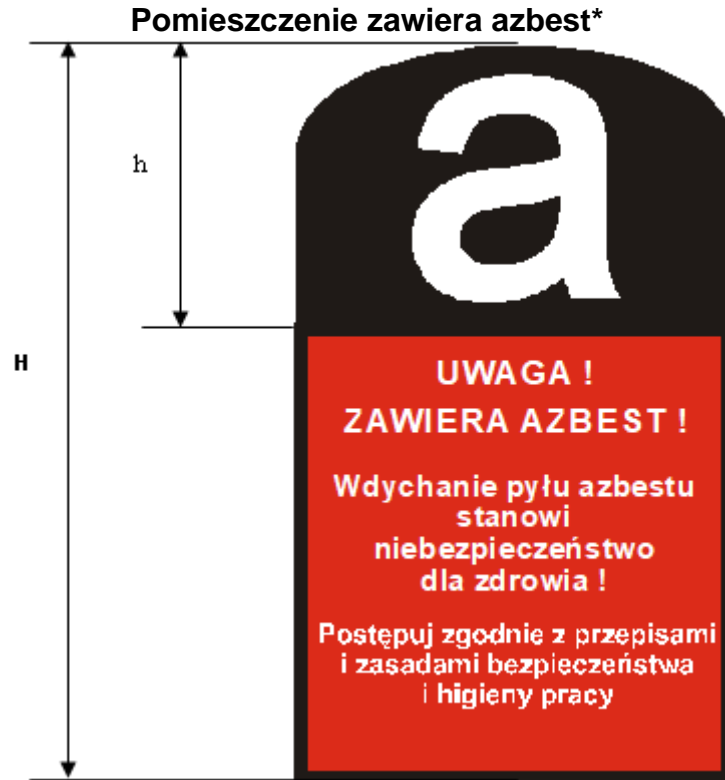 Pomieszczenie zawiera azbest*
a
h
H
UWAGA !
ZAWIERA AZBEST !
Wdychanie pyłu azbestu
stanowi
niebezpieczeństwo
dla zdrowia !
Postępuj zgodnie z przepisami
i zasadami bezpieczeństwa
i higieny pracy